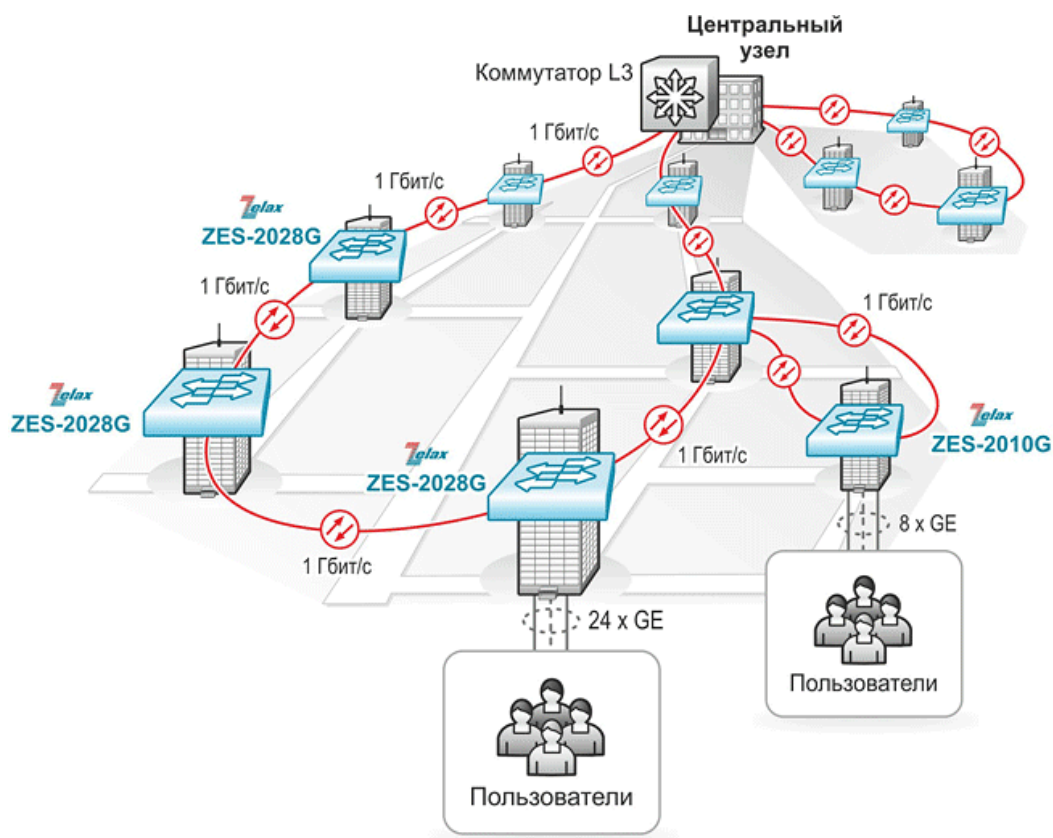 Центральный
узел
Коммутатор L3
1 Гбит/с
1 Гбит/с
Zelax
ZES-2028G
1 Гбит/с
1 Гбит/с
Zelax
ZES-2028G
Zelax
ZES-2010G
Zelax
ZES-2028G
1 Гбит/с
8 x GE
1 Гбит/с
24 x GE
Пользователи
Пользователи